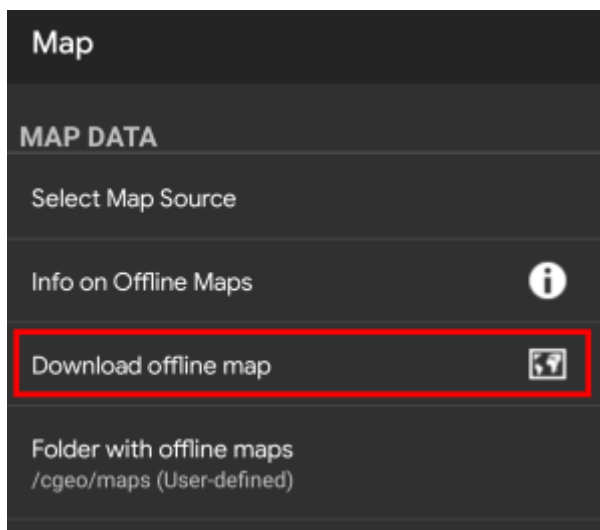 Map
MAP DATA
Select Map Source
Info on Offline Maps
Download offline map
Folder with offline maps
/cgeo/maps (User-defined)